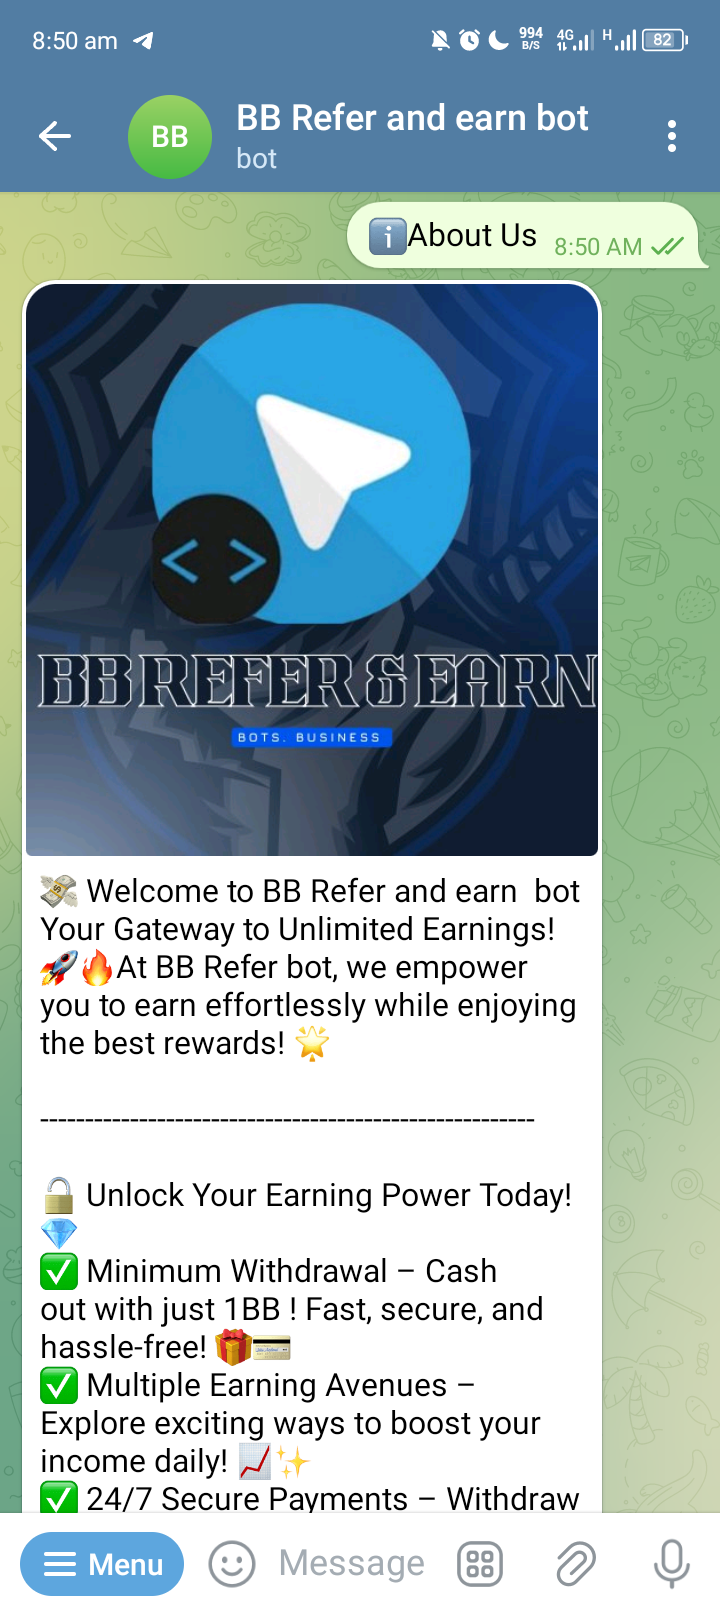 8:50 am
994
B/S
4G
H
82
BB
BB Refer and earn bot
bot
ℹ️About Us 8:50 AM
< >
BB REFER & EARN
BOTS. BUSINESS
💸 Welcome to BB Refer and earn  bot
Your Gateway to Unlimited Earnings!
🚀🔥At BB Refer bot, we empower
you to earn effortlessly while enjoying
the best rewards! 🌟
-------------------------------------------------------
🔓 Unlock Your Earning Power Today!
💎
✅ Minimum Withdrawal – Cash
out with just 1BB ! Fast, secure, and
hassle-free! 🎁💳
✅ Multiple Earning Avenues –
Explore exciting ways to boost your
income daily! 📈✨
✅ 24/7 Secure Payments – Withdraw
Menu
Message